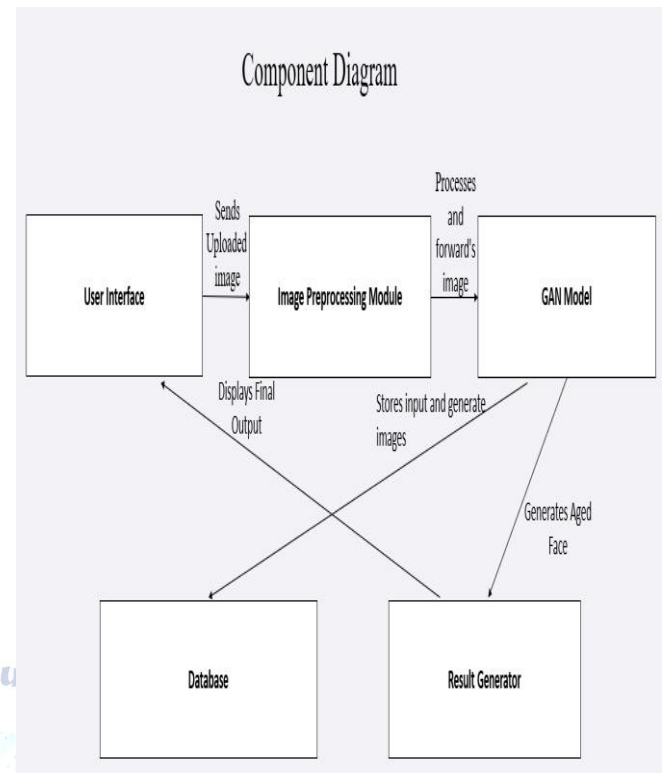 Component Diagram
Sends
Uploaded
image
Processes
and
forward's
image
User Interface
Image Preprocessing Module
GAN Model
Displays Final
Output
Stores input and generate
images
Generates Aged
Face
Database
Result Generator